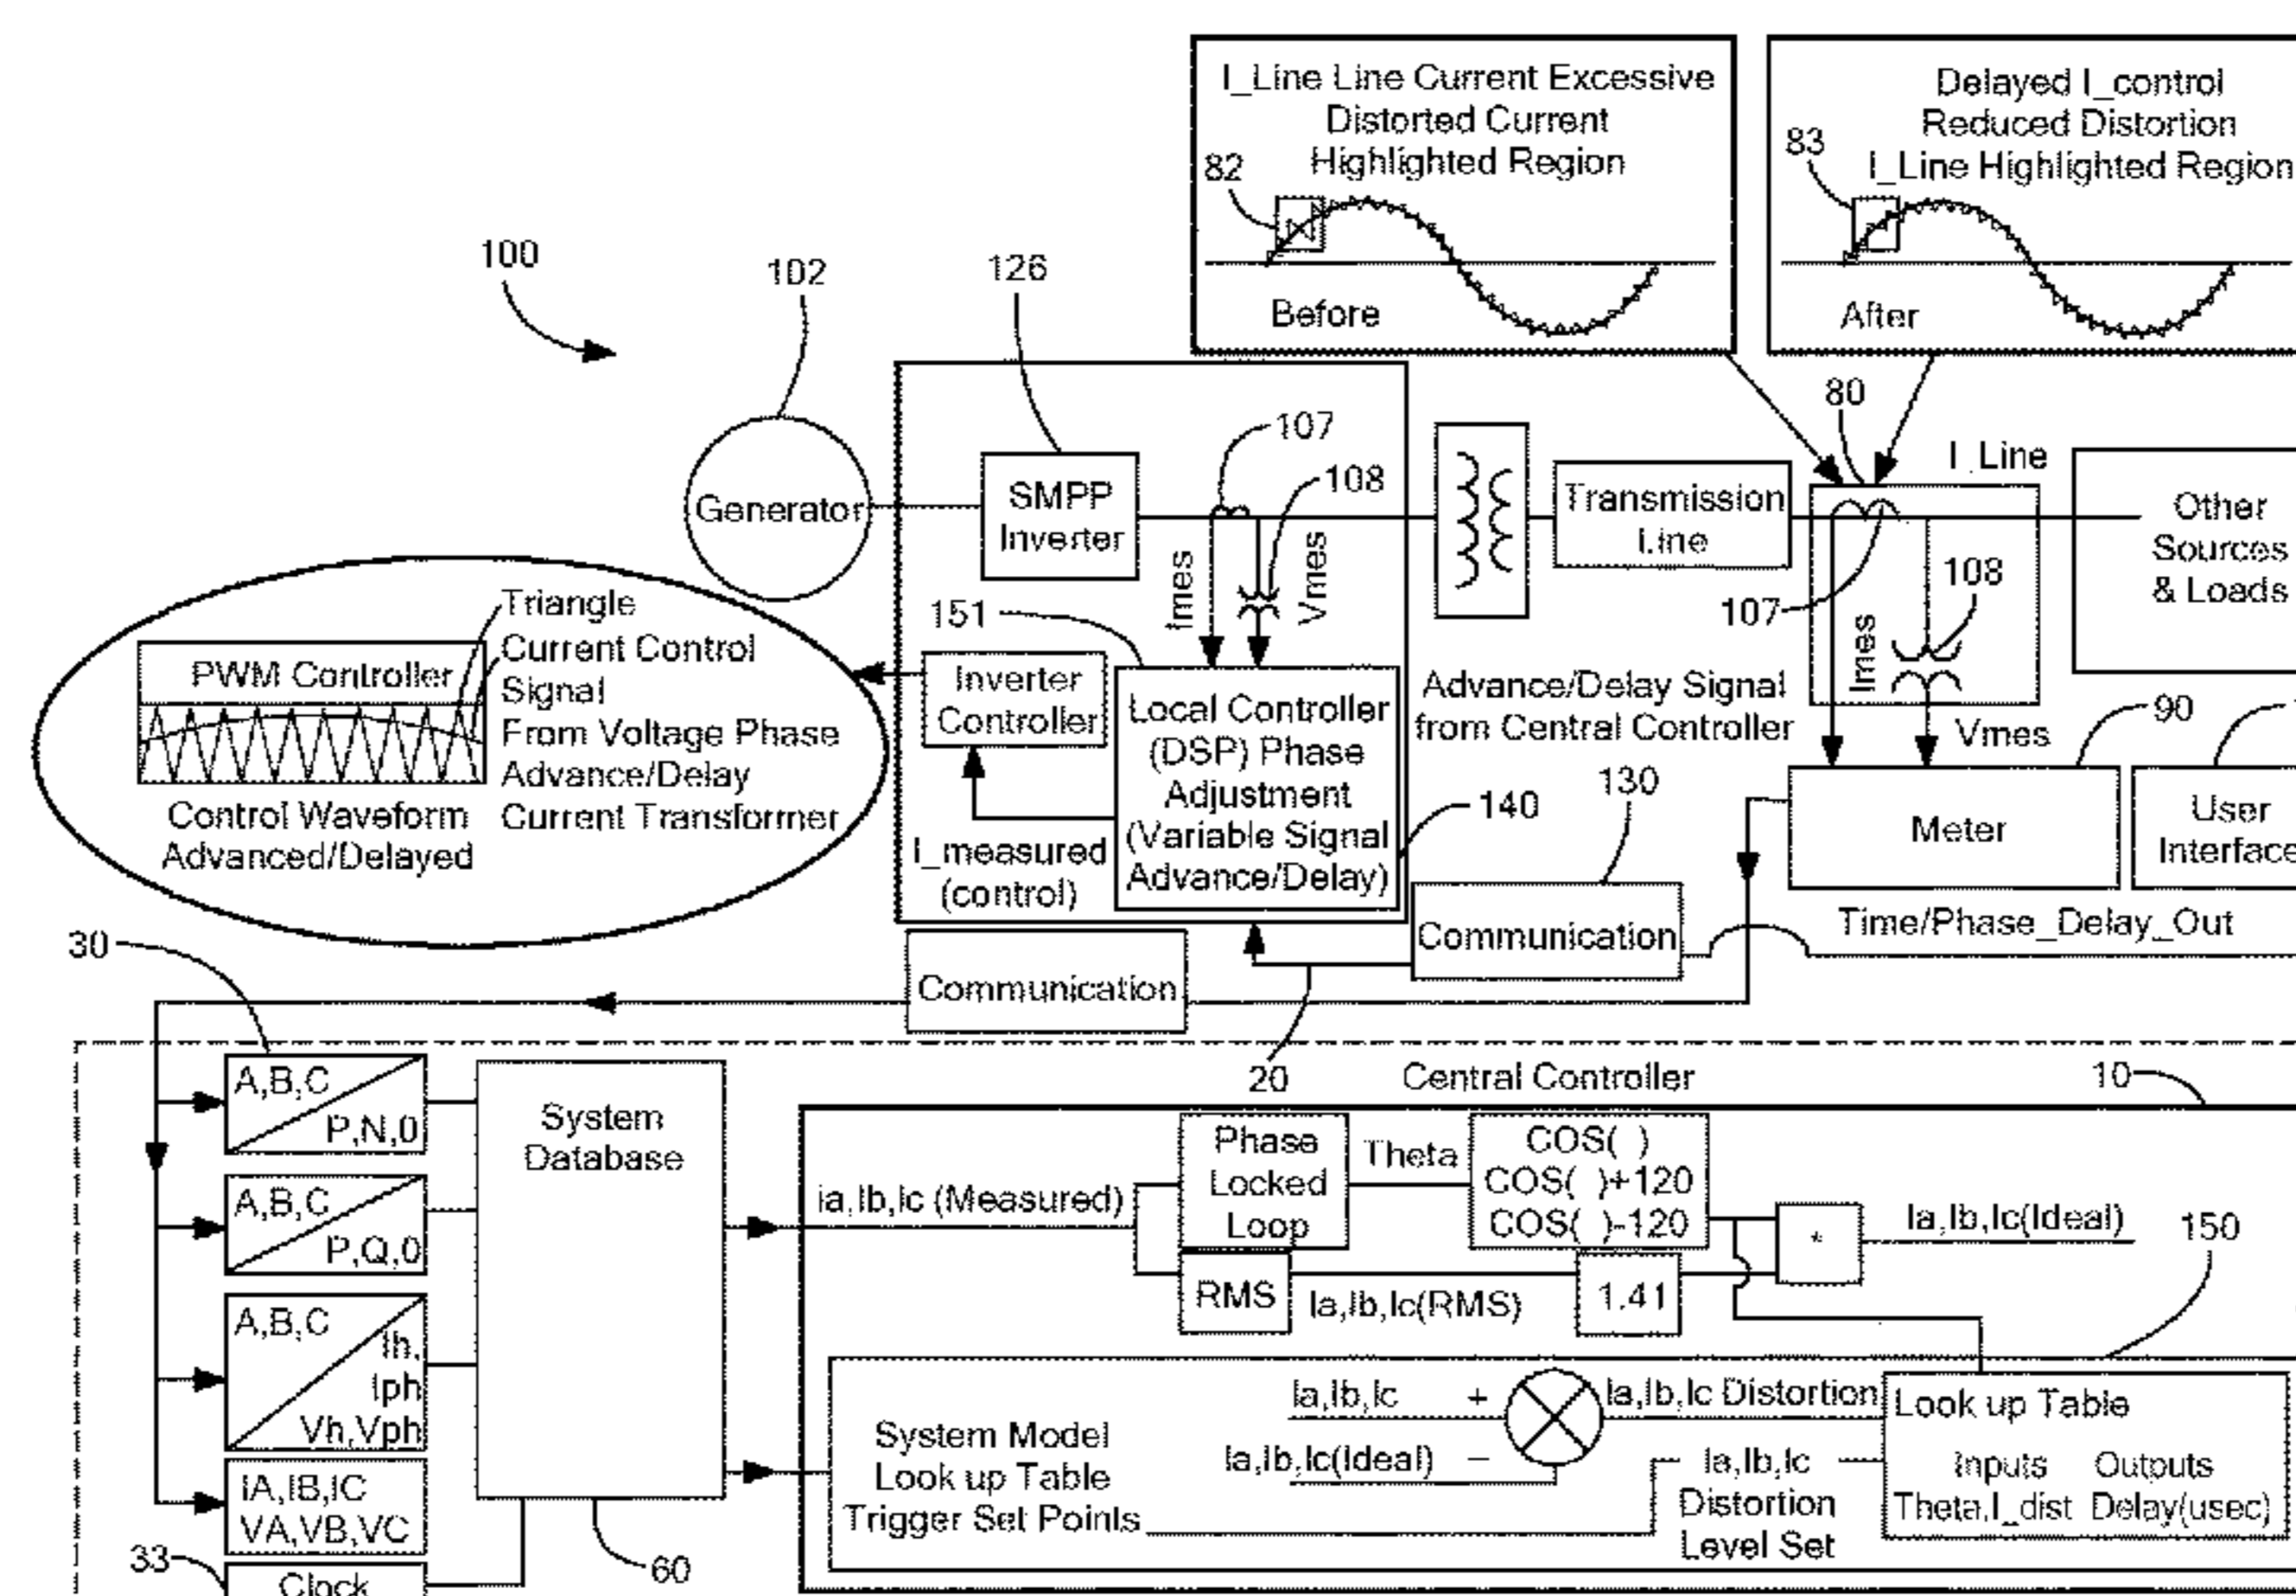 I_Line Line Current Excessive
Distorted Current
Highlighted Region
82
Before
Delayed I_control
Reduced Distortion
I_Line Highlighted Region
83
After
100
102
126
107
108
80
I_Line
Generator
SMPP
Inverter
Imes
Vmes
Transmission
Line
Other
Sources
& Loads
107
108
Imes
Vmes
90
151
Triangle
Current Control
Signal
From Voltage Phase
Advance/Delay
Current Transformer
PWM Controller
Control Waveform
Advanced/Delayed
Inverter
Controller
Local Controller
(DSP) Phase
Adjustment
(Variable Signal
Advance/Delay)
140
I_measured
(control)
Advance/Delay Signal
from Central Controller
130
Meter
User
Interface
Communication
Time/Phase_Delay_Out
Communication
30
20
Central Controller
10
A,B,C
P,N,0
A,B,C
P,Q,0
A,B,C
Ih,
Iph
Vh,Vph
IA,IB,IC
VA,VB,VC
33
Clock
System
Database
60
ia,Ib,Ic (Measured)
Phase
Locked
Loop
Theta
COS( )
COS( )+120
COS( )-120
RMS
Ia,Ib,Ic(RMS)
1.41
*
Ia,Ib,Ic(Ideal)
150
System Model
Look up Table
Trigger Set Points
Ia,Ib,Ic +
Ia,Ib,Ic(Ideal) −
Ia,Ib,Ic Distortion
Ia,Ib,Ic
Distortion
Level Set
Look up Table
Inputs Outputs
Theta,I_dist Delay(usec)